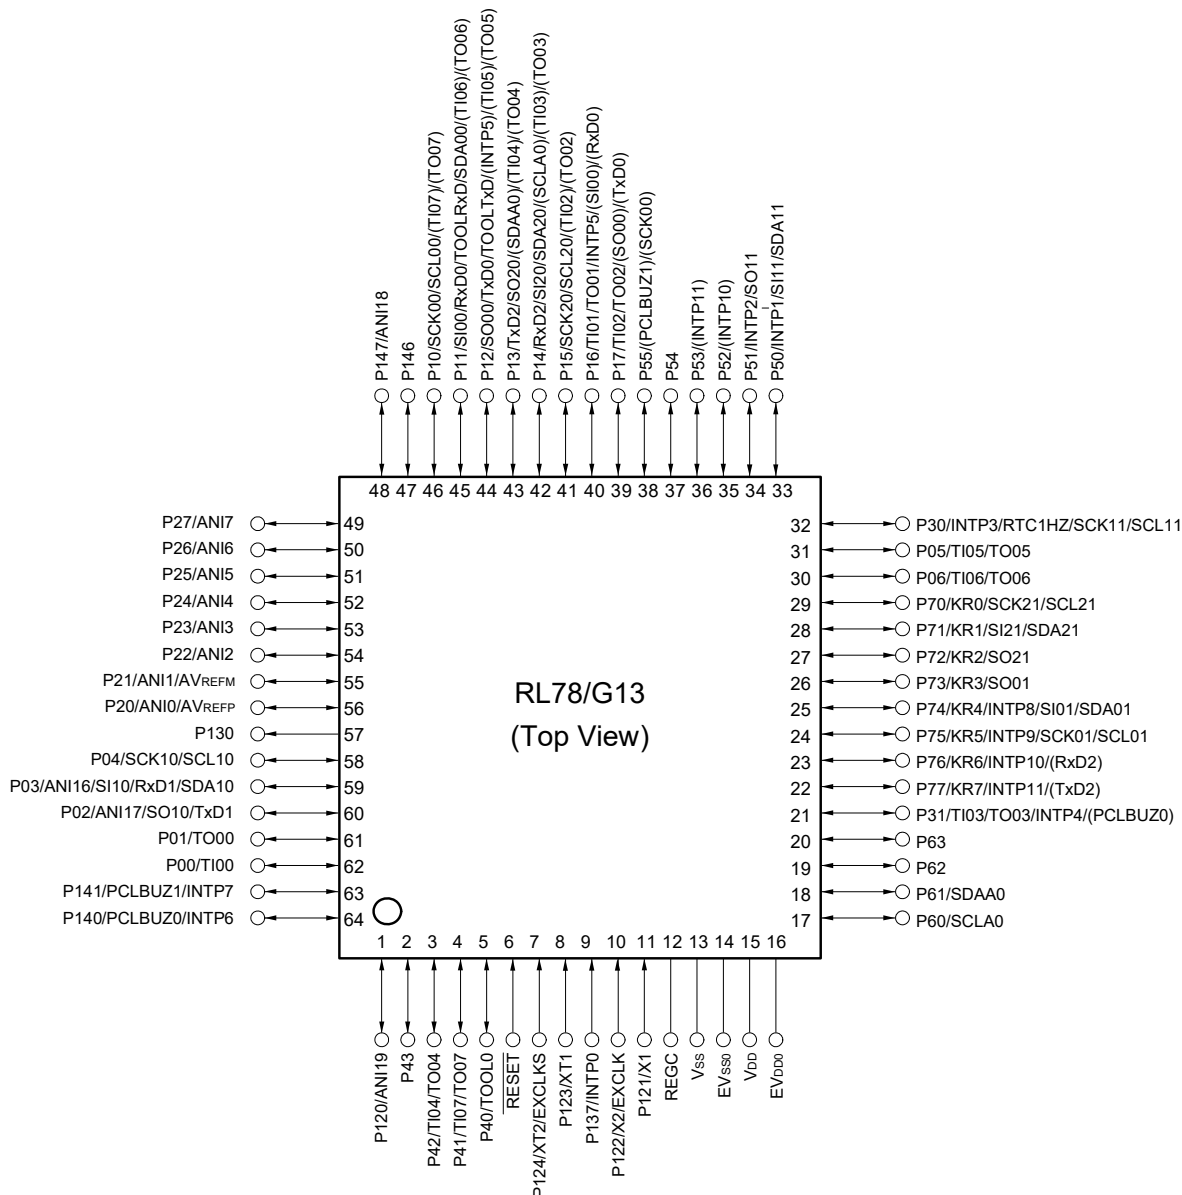 P147/ANI18
P146
P10/SCK00/SCL00/(TI07)/(TO07)
P11/SI00/RxD0/TOOLRxD/SDA00/(TI06)/(TO06)
P12/SO00/TxD0/TOOLTxD/(INTP5)/(TI05)/(TO05)
P13/TxD2/SO20/(SDAA0)/(TI04)/(TO04)
P14/RxD2/SI20/SDA20/(SCLA0)/(TI03)/(TO03)
P15/SCK20/SCL20/(TI02)/(TO02)
P16/TI01/TO01/INTP5/(SI00)/(RxD0)
P17/TI02/TO02/(SO00)/(TxD0)
P55/(PCLBUZ1)/(SCK00)
P54
P53/(INTP11)
P52/(INTP10)
P51/INTP2/SO11
P50/INTP1/SI11/SDA11
48 47 46 45 44 43 42 41 40 39 38 37 36 35 34 33
P27/ANI7 49
P26/ANI6 50
P25/ANI5 51
P24/ANI4 52
P23/ANI3 53
P22/ANI2 54
P21/ANI1/AVREFM 55
P20/ANI0/AVREFP 56
P130 57
P04/SCK10/SCL10 58
P03/ANI16/SI10/RxD1/SDA10 59
P02/ANI17/SO10/TxD1 60
P01/TO00 61
P00/TI00 62
P141/PCLBUZ1/INTP7 63
P140/PCLBUZ0/INTP6 64
RL78/G13
(Top View)
32 P30/INTP3/RTC1HZ/SCK11/SCL11
31 P05/TI05/TO05
30 P06/TI06/TO06
29 P70/KR0/SCK21/SCL21
28 P71/KR1/SI21/SDA21
27 P72/KR2/SO21
26 P73/KR3/SO01
25 P74/KR4/INTP8/SI01/SDA01
24 P75/KR5/INTP9/SCK01/SCL01
23 P76/KR6/INTP10/(RxD2)
22 P77/KR7/INTP11/(TxD2)
21 P31/TI03/TO03/INTP4/(PCLBUZ0)
20 P63
19 P62
18 P61/SDAA0
17 P60/SCLA0
1 2 3 4 5 6 7 8 9 10 11 12 13 14 15 16
P120/ANI19
P43
P42/TI04/TO04
P41/TI07/TO07
P40/TOOL0
RESET
P124/XT2/EXCLKS
P123/XT1
P137/INTP0
P122/X2/EXCLK
P121/X1
REGC
VSS
EVSS0
VDD
EVDD0